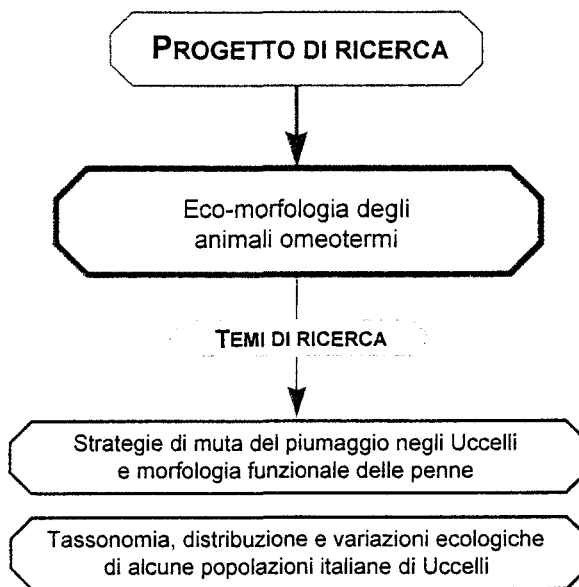 PROGETTO DI RICERCA
Eco-morfologia degli
animali omeotermi
TEMI DI RICERCA
Strategie di muta del piumaggio negli Uccelli
e morfologia funzionale delle penne
Tassonomia, distribuzione e variazioni ecologiche
di alcune popolazioni italiane di Uccelli